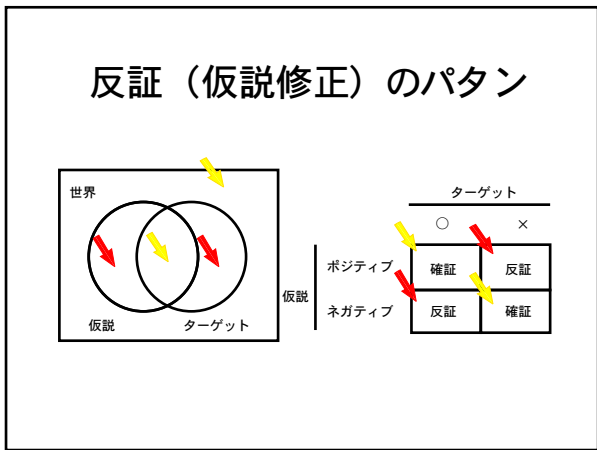 反証（仮説修正）のパタン
世界
仮説
ターゲット
ターゲット
○ ×
仮説
ポジティブ 確証 反証
ネガティブ 反証 確証